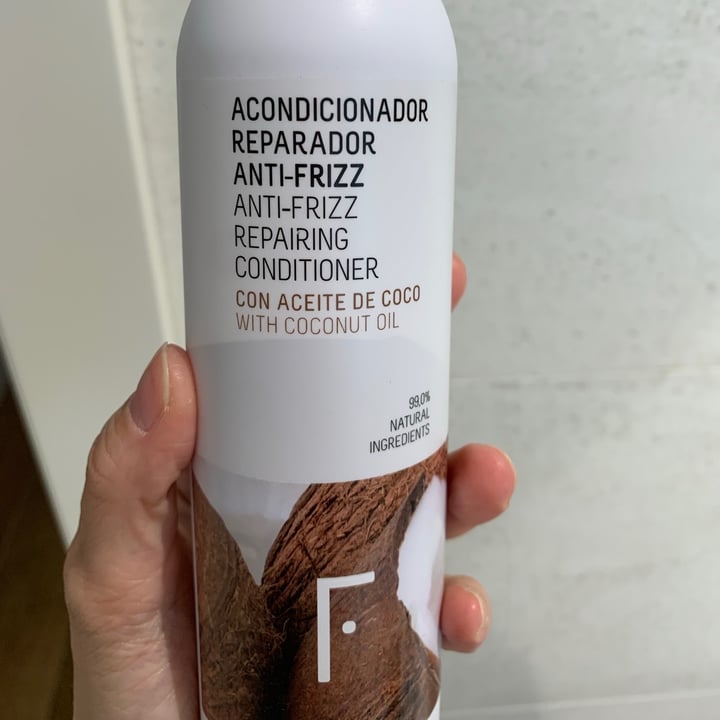 ACONDICIONADOR
REPARADOR
ANTI-FRIZZ
ANTI-FRIZZ
REPAIRING
CONDITIONER
CON ACEITE DE COCO
WITH COCONUT OIL
99,0%
NATURAL
INGREDIENTS
F